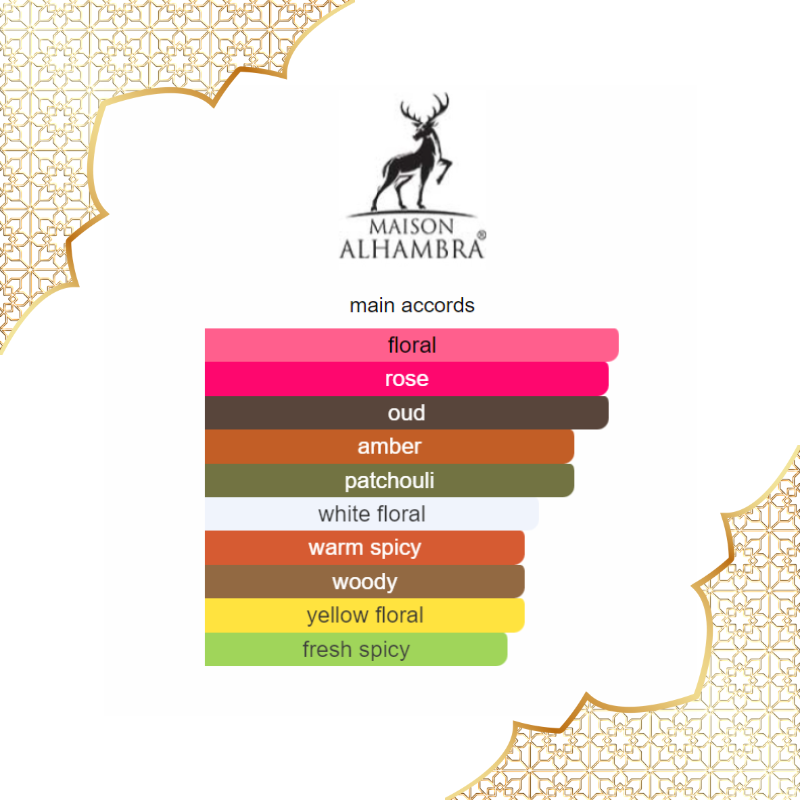 MAISON
ALHAMBRA®
main accords
floral
rose
oud
amber
patchouli
white floral
warm spicy
woody
yellow floral
fresh spicy